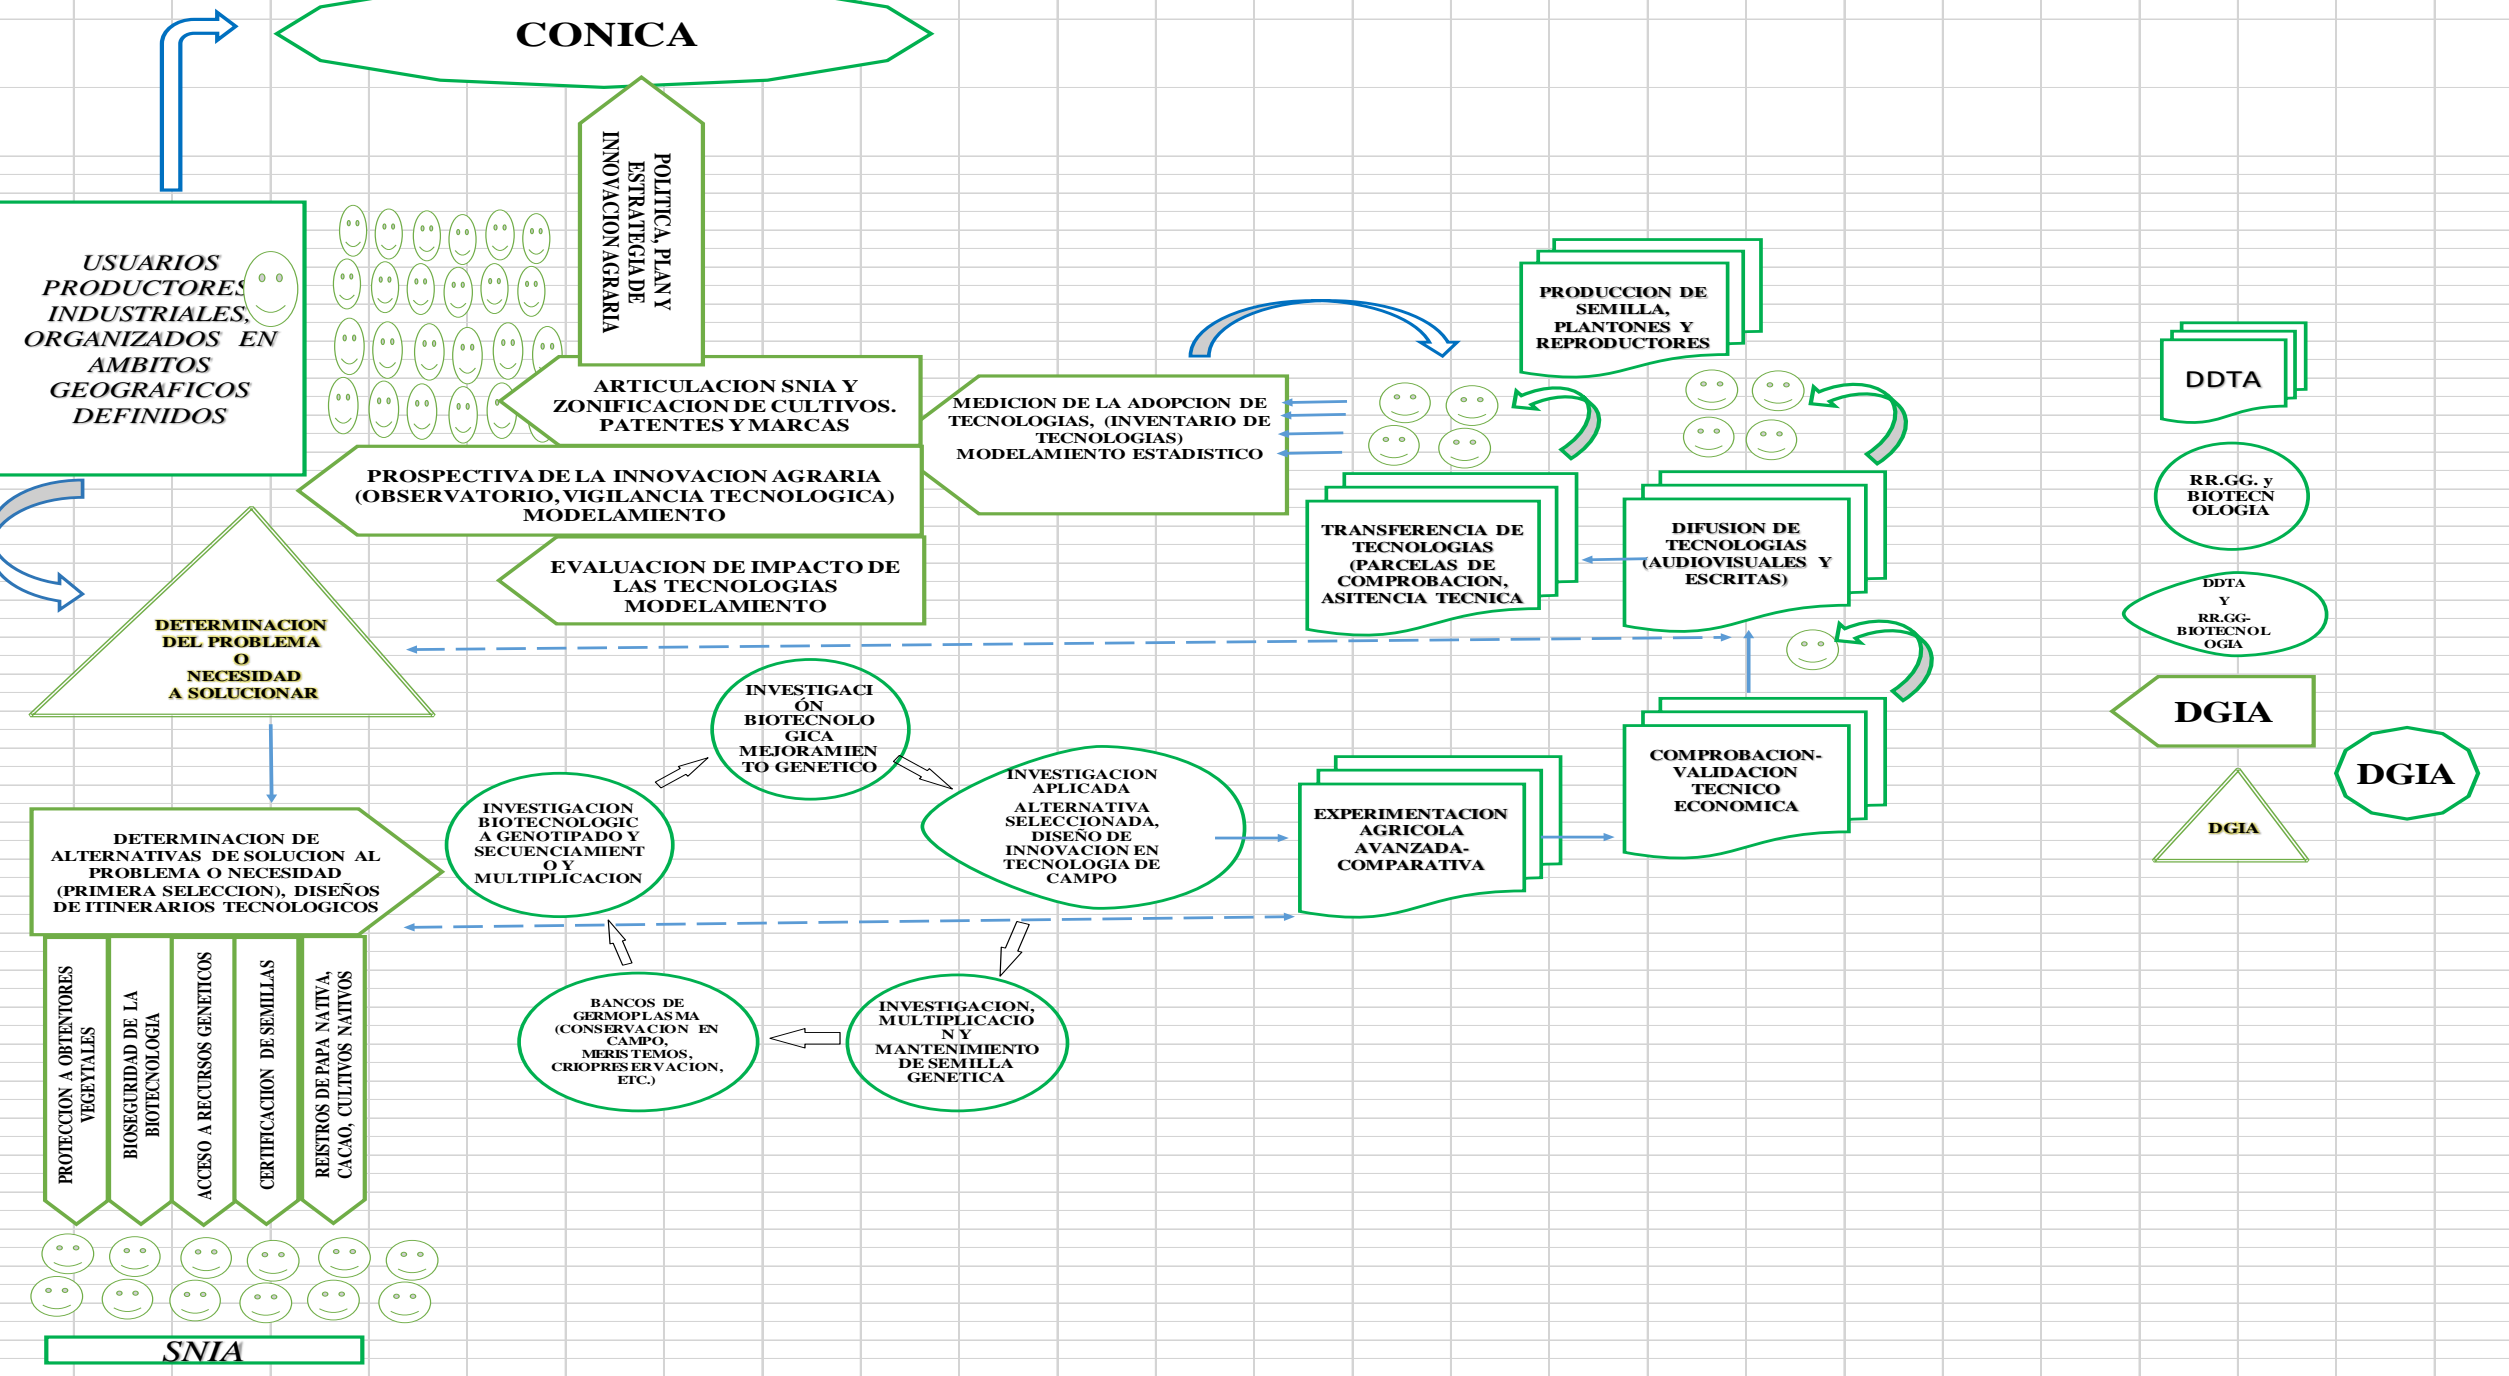 CONICA
POLITICA, PLAN Y
ESTRATEGIA DE
INNOVACION AGRARIA
USUARIOS
PRODUCTORES
INDUSTRIALES,
ORGANIZADOS EN
AMBITOS
GEOGRAFICOS
DEFINIDOS
ARTICULACION SNIA Y
ZONIFICACION DE CULTIVOS.
PATENTES Y MARCAS
PROSPECTIVA DE LA INNOVACION AGRARIA
(OBSERVATORIO, VIGILANCIA TECNOLOGICA)
MODELAMIENTO
EVALUACION DE IMPACTO DE
LAS TECNOLOGIAS
MODELAMIENTO
MEDICION DE LA ADOPCION DE
TECNOLOGIAS, (INVENTARIO DE
TECNOLOGIAS)
MODELAMIENTO ESTADISTICO
PRODUCCION DE
SEMILLA,
PLANTONES Y
REPRODUCTORES
TRANSFERENCIA DE
TECNOLOGIAS
(PARCELAS DE
COMPROBACION,
ASITENCIA TECNICA
DIFUSION DE
TECNOLOGIAS
(AUDIOVISUALES Y
ESCRITAS)
DETERMINACION
DEL PROBLEMA
O
NECESIDAD
A SOLUCIONAR
DETERMINACION DE
ALTERNATIVAS DE SOLUCION AL
PROBLEMA O NECESIDAD
(PRIMERA SELECCION), DISEÑOS
DE ITINERARIOS TECNOLOGICOS
INVESTIGACION
BIOTECNOLOGIC
A GENOTIPADO Y
SECUENCIAMIENT
O Y
MULTIPLICACION
INVESTIGACI
ÓN
BIOTECNOLO
GICA
MEJORAMIEN
TO GENETICO
INVESTIGACION
APLICADA
ALTERNATIVA
SELECCIONADA,
DISEÑO DE
INNOVACION EN
TECNOLOGIA DE
CAMPO
EXPERIMENTACION
AGRICOLA
AVANZADA-
COMPARATIVA
COMPROBACION-
VALIDACION
TECNICO
ECONOMICA
BANCOS DE
GERMOPLASMA
(CONSERVACION EN
CAMPO,
MERISTEMOS,
CRIOPRESERVACION,
ETC.)
INVESTIGACION,
MULTIPLICACIO
N Y
MANTENIMIENTO
DE SEMILLA
GENETICA
PROTECCION A OBTENTORES
VEGEYTALES
BIOSEGURIDAD DE LA
BIOTECNOLOGIA
ACCESO A RECURSOS GENETICOS
CERTIFICACION DE SEMILLAS
REISTROS DE PAPA NATIVA,
CACAO, CULTIVOS NATIVOS
SNIA
DDTA
RR.GG. y
BIOTECN
OLOGIA
DDTA
Y
RR.GG-
BIOTECNOL
OGIA
DGIA
DGIA
DGIA